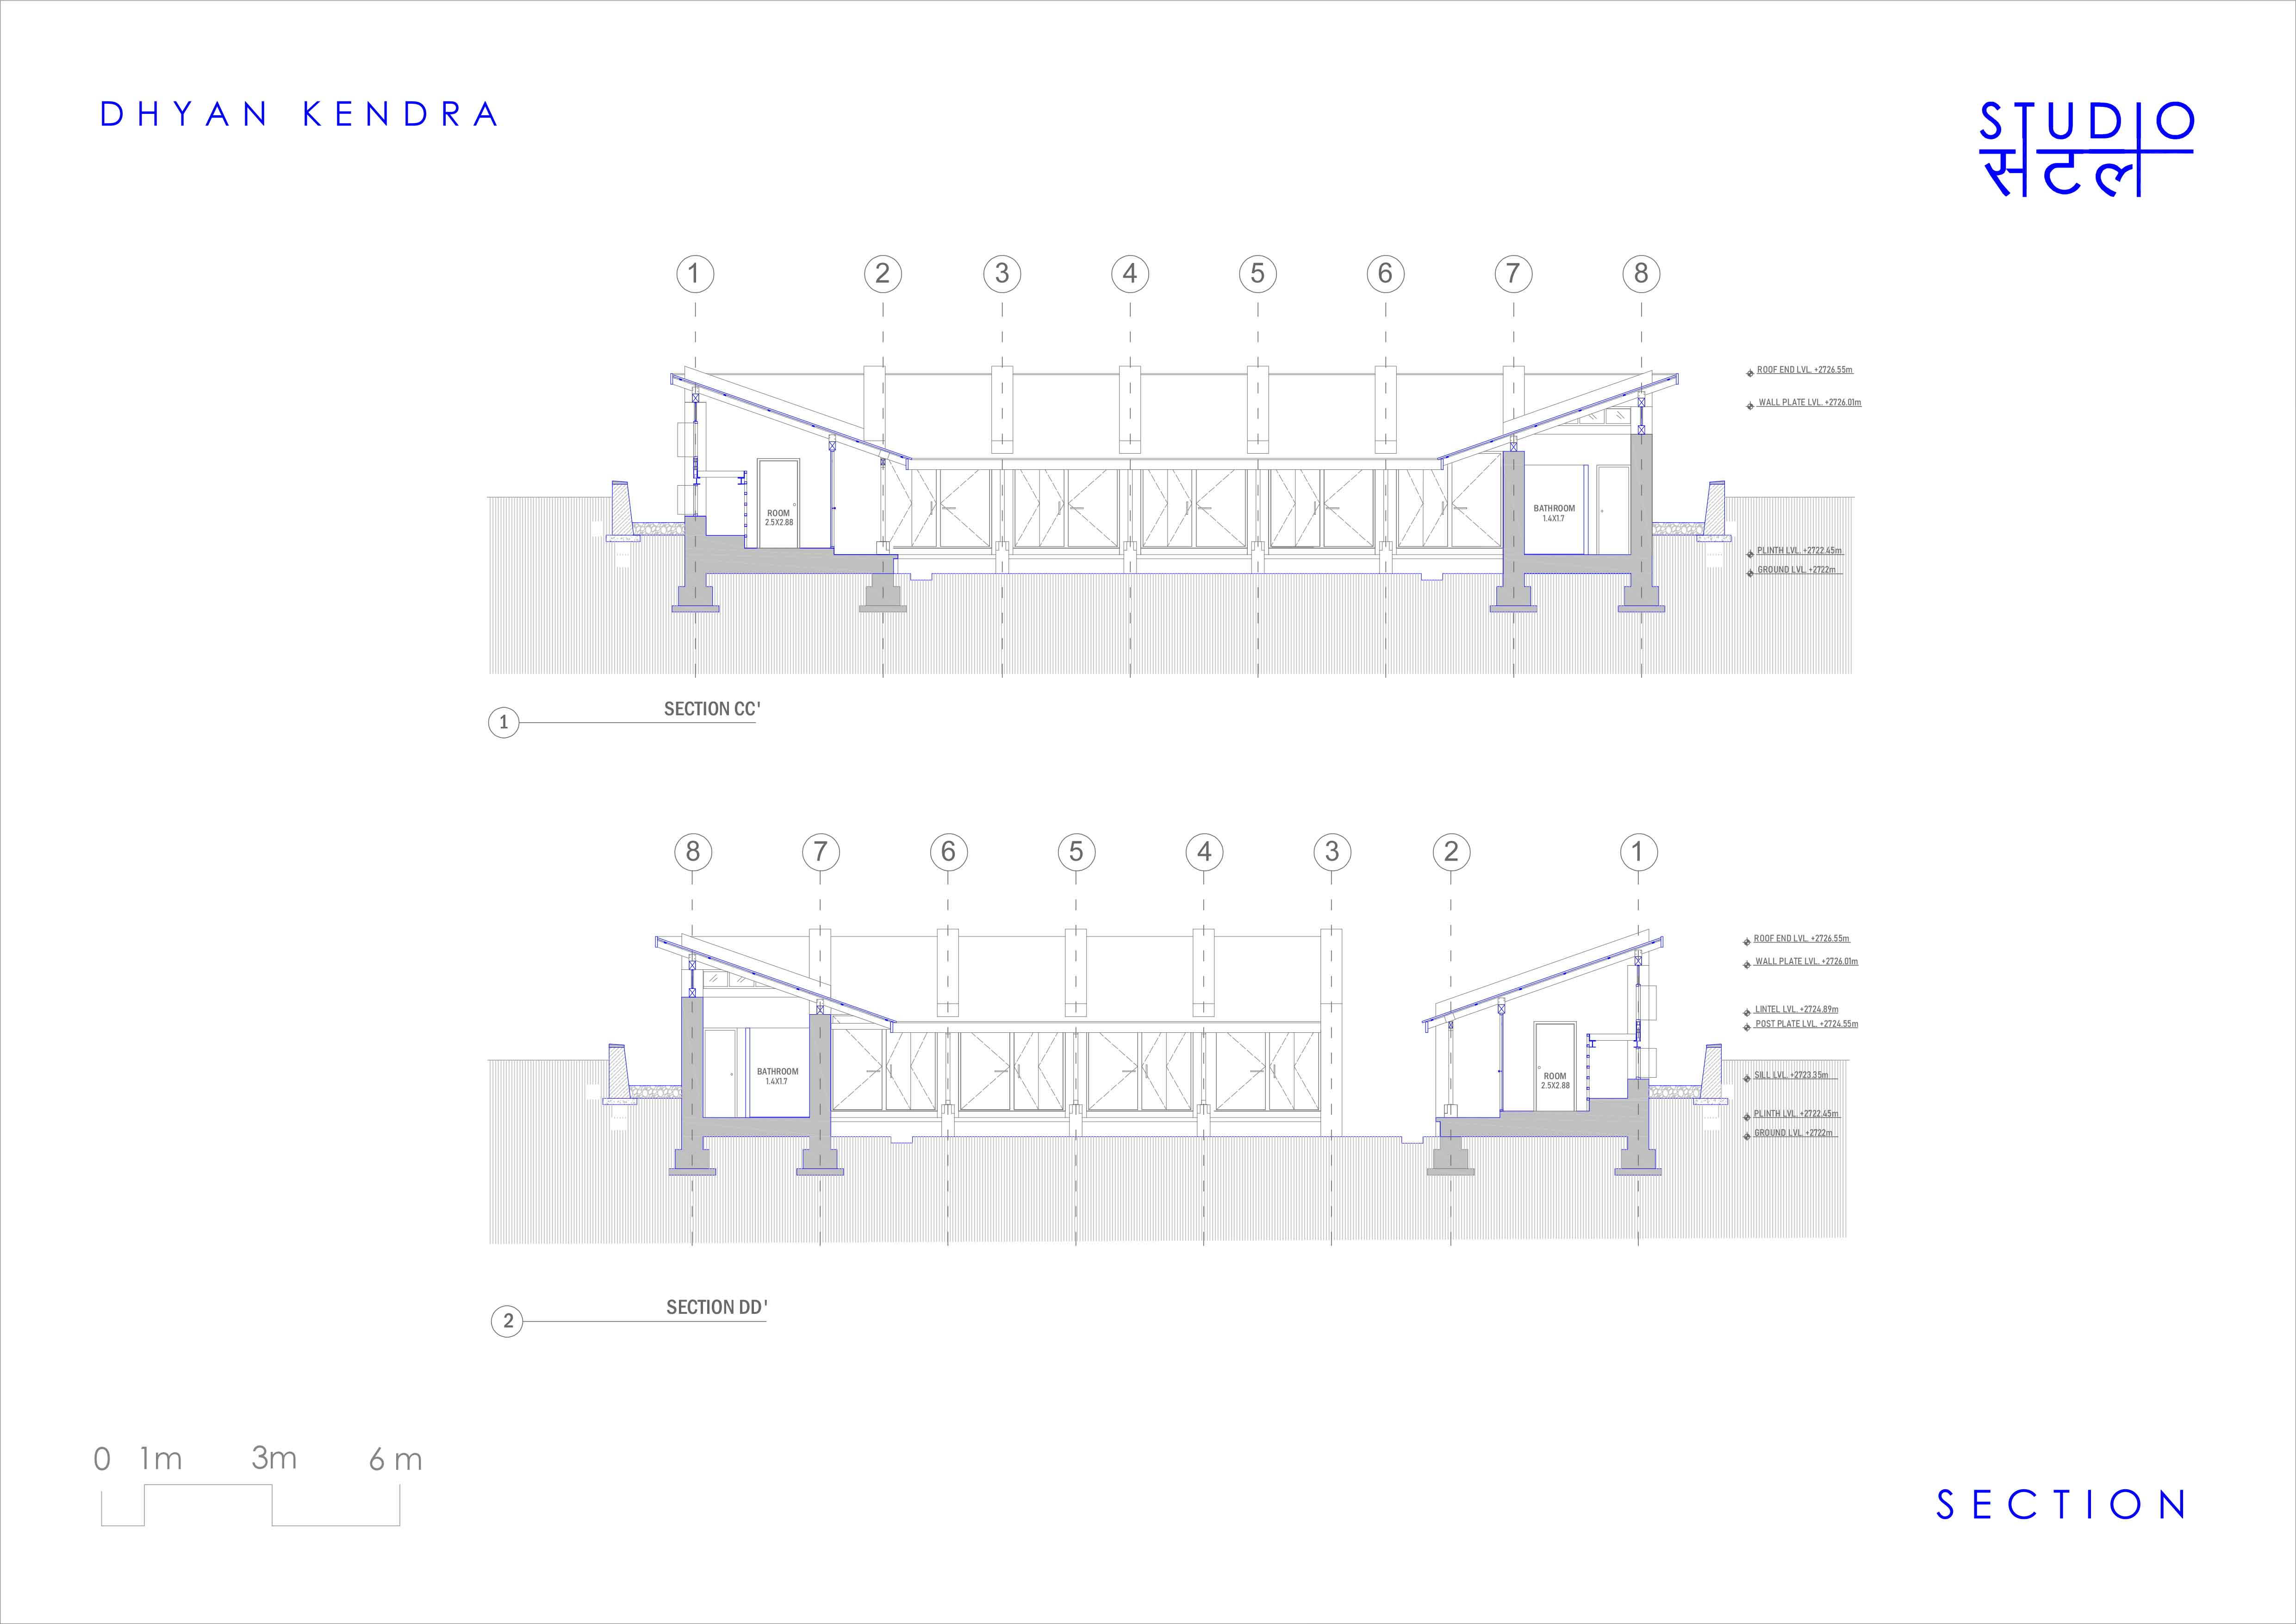 DHYAN KENDRA
STUDIO
सटल
1 2 3 4 5 6 7 8
ROOF END LVL. +2726.55m
WALL PLATE LVL. +2726.01m
ROOM
2.5X2.88
BATHROOM
1.4X1.7
PLINTH LVL. +2722.45m
GROUND LVL. +2722m
1 SECTION CC'
8 7 6 5 4 3 2 1
ROOF END LVL. +2726.55m
WALL PLATE LVL. +2726.01m
LINTEL LVL. +2724.89m
POST PLATE LVL. +2724.55m
BATHROOM
1.4X1.7
ROOM
2.5X2.88
SILL LVL. +2723.35m
PLINTH LVL. +2722.45m
GROUND LVL. +2722m
2 SECTION DD'
0 1m 3m 6 m
SECTION